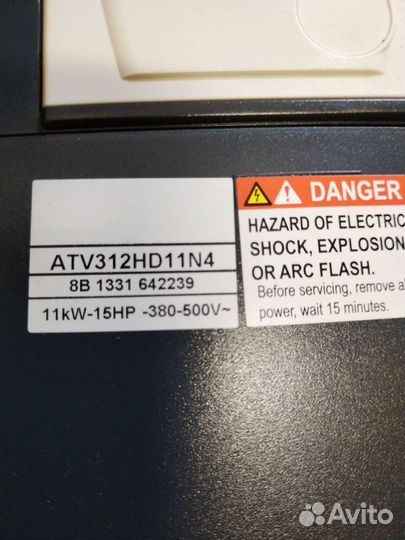 ATV312HD11N4
8B 1331 642239
11kW-15HP -380-500V~
DANGER
HAZARD OF ELECTRIC
SHOCK, EXPLOSION
OR ARC FLASH.
Before servicing, remove al
power, wait 15 minutes.
Avito